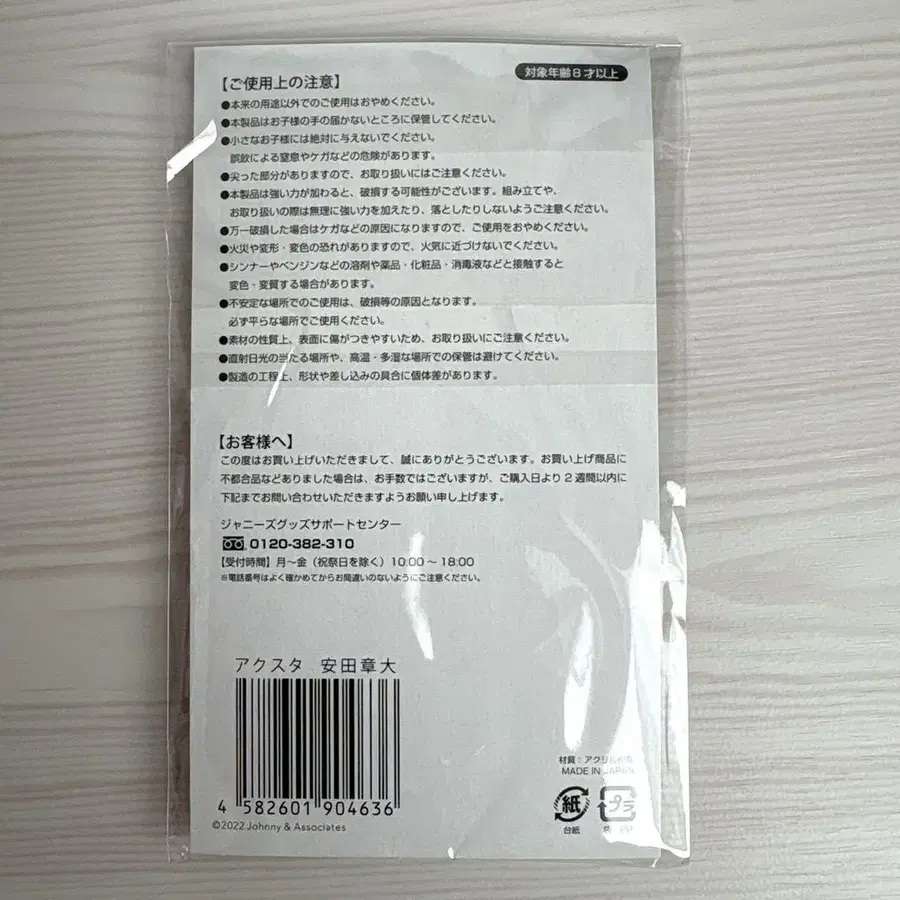 対象年齢8才以上
【ご使用上の注意】
●本来の用途以外でのご使用はおやめください。
●本製品はお子様の手の届かないところに保管してください。
●小さなお子様には絶対に与えないでください。
誤飲による窒息やケガなどの危険があります。
●尖った部分がありますので、お取り扱いにはご注意ください。
●本製品は強い力が加わると、破損する可能性がございます。組み立てや、
お取り扱いの際は無理に強い力を加えたり、落としたりしないようご注意ください。
●万一破損した場合はケガなどの原因になりますので、ご使用をおやめください。
●火災や変形・変色の恐れがありますので、火気に近づけないでください。
●シンナーやベンジンなどの溶剤や薬品・化粧品・消毒液などと接触すると
変色・変質する場合があります。
●不安定な場所でのご使用は、破損等の原因となります。
必ず平らな場所でご使用ください。
●素材の性質上、表面に傷がつきやすいため、お取り扱いにご注意ください。
●直射日光の当たる場所や、高温・多湿な場所での保管は避けてください。
●製造の工程上、形状や差し込みの具合に個体差があります。
【お客様へ】
この度はお買い上げいただきまして、誠にありがとうございます。お買い上げ商品に
不都合品などありました場合は、お手数ではございますが、ご購入日より2週間以内に
下記までお問い合わせいただきますようお願い申し上げます。
ジャニーズグッズサポートセンター
0120-382-310
【受付時間】月〜金（祝祭日を除く）10:00〜18:00
※電話番号はよく確かめてからお間違いのないようにご注意ください。
アクスタ 安田章大
4 582601 904636
©2022 Johnny & Associates
材質：アクリル
MADE IN JAPAN
紙
台紙
プラ